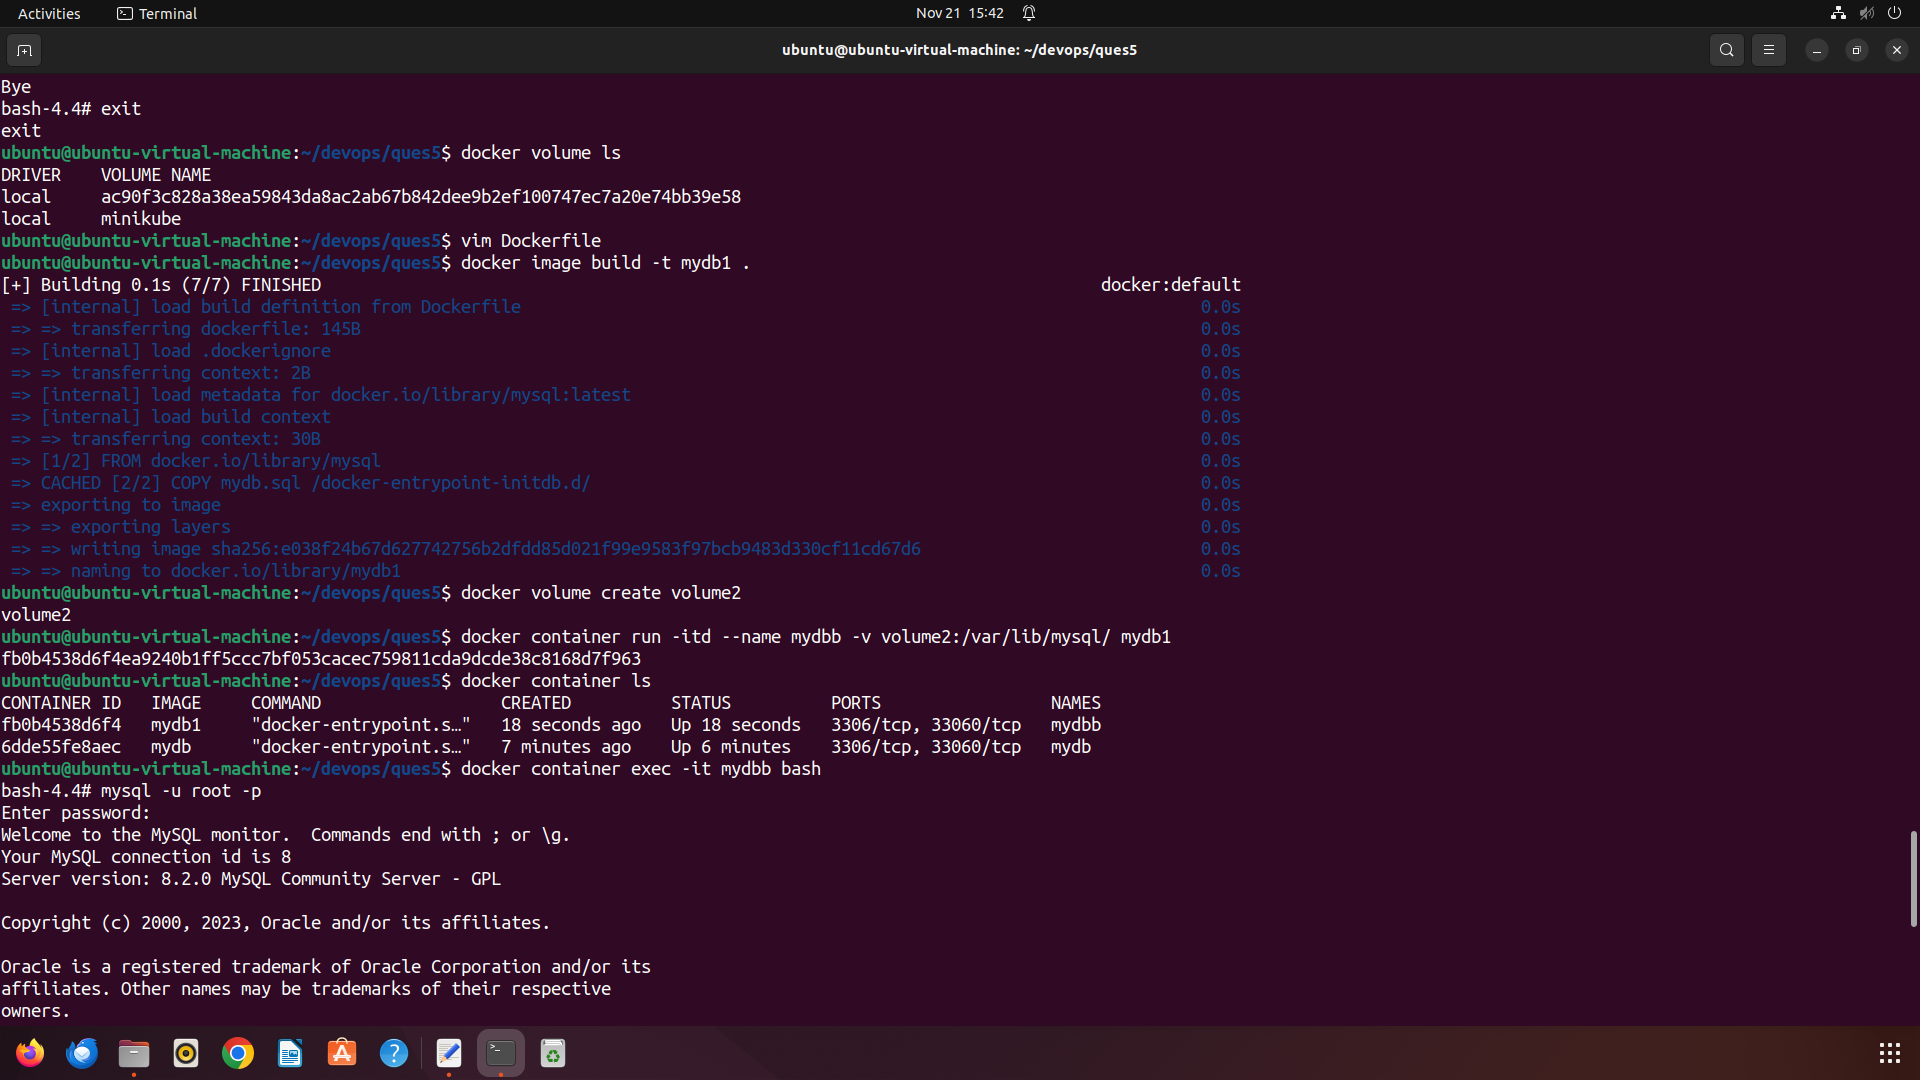 Activities
Terminal
Nov 21 15:42
ubuntu@ubuntu-virtual-machine: ~/devops/ques5
Bye
bash-4.4# exit
exit
ubuntu@ubuntu-virtual-machine:~/devops/ques5$ docker volume ls
DRIVER    VOLUME NAME
local     ac90f3c828a38ea59843da8ac2ab67b842dee9b2ef100747ec7a20e74bb39e58
local     minikube
ubuntu@ubuntu-virtual-machine:~/devops/ques5$ vim Dockerfile
ubuntu@ubuntu-virtual-machine:~/devops/ques5$ docker image build -t mydb1 .
[+] Building 0.1s (7/7) FINISHED                                                                              docker:default
 => [internal] load build definition from Dockerfile                                                                    0.0s
 => => transferring dockerfile: 145B                                                                                    0.0s
 => [internal] load .dockerignore                                                                                       0.0s
 => => transferring context: 2B                                                                                         0.0s
 => [internal] load metadata for docker.io/library/mysql:latest                                                         0.0s
 => [internal] load build context                                                                                       0.0s
 => => transferring context: 30B                                                                                        0.0s
 => [1/2] FROM docker.io/library/mysql                                                                                  0.0s
 => CACHED [2/2] COPY mydb.sql /docker-entrypoint-initdb.d/                                                             0.0s
 => exporting to image                                                                                                  0.0s
 => => exporting layers                                                                                                 0.0s
 => => writing image sha256:e038f24b67d627742756b2dfdd85d021f99e9583f97bcb9483d330cf11cd67d6                            0.0s
 => => naming to docker.io/library/mydb1                                                                                0.0s
ubuntu@ubuntu-virtual-machine:~/devops/ques5$ docker volume create volume2
volume2
ubuntu@ubuntu-virtual-machine:~/devops/ques5$ docker container run -itd --name mydbb -v volume2:/var/lib/mysql/ mydb1
fb0b4538d6f4ea9240b1ff5ccc7bf053cacec759811cda9dcde38c8168d7f963
ubuntu@ubuntu-virtual-machine:~/devops/ques5$ docker container ls
CONTAINER ID   IMAGE     COMMAND                  CREATED          STATUS          PORTS                 NAMES
fb0b4538d6f4   mydb1     "docker-entrypoint.s…"   18 seconds ago   Up 18 seconds   3306/tcp, 33060/tcp   mydbb
6dde55fe8aec   mydb      "docker-entrypoint.s…"   7 minutes ago    Up 6 minutes    3306/tcp, 33060/tcp   mydb
ubuntu@ubuntu-virtual-machine:~/devops/ques5$ docker container exec -it mydbb bash
bash-4.4# mysql -u root -p
Enter password:
Welcome to the MySQL monitor.  Commands end with ; or \g.
Your MySQL connection id is 8
Server version: 8.2.0 MySQL Community Server - GPL
Copyright (c) 2000, 2023, Oracle and/or its affiliates.
Oracle is a registered trademark of Oracle Corporation and/or its
affiliates. Other names may be trademarks of their respective
owners.